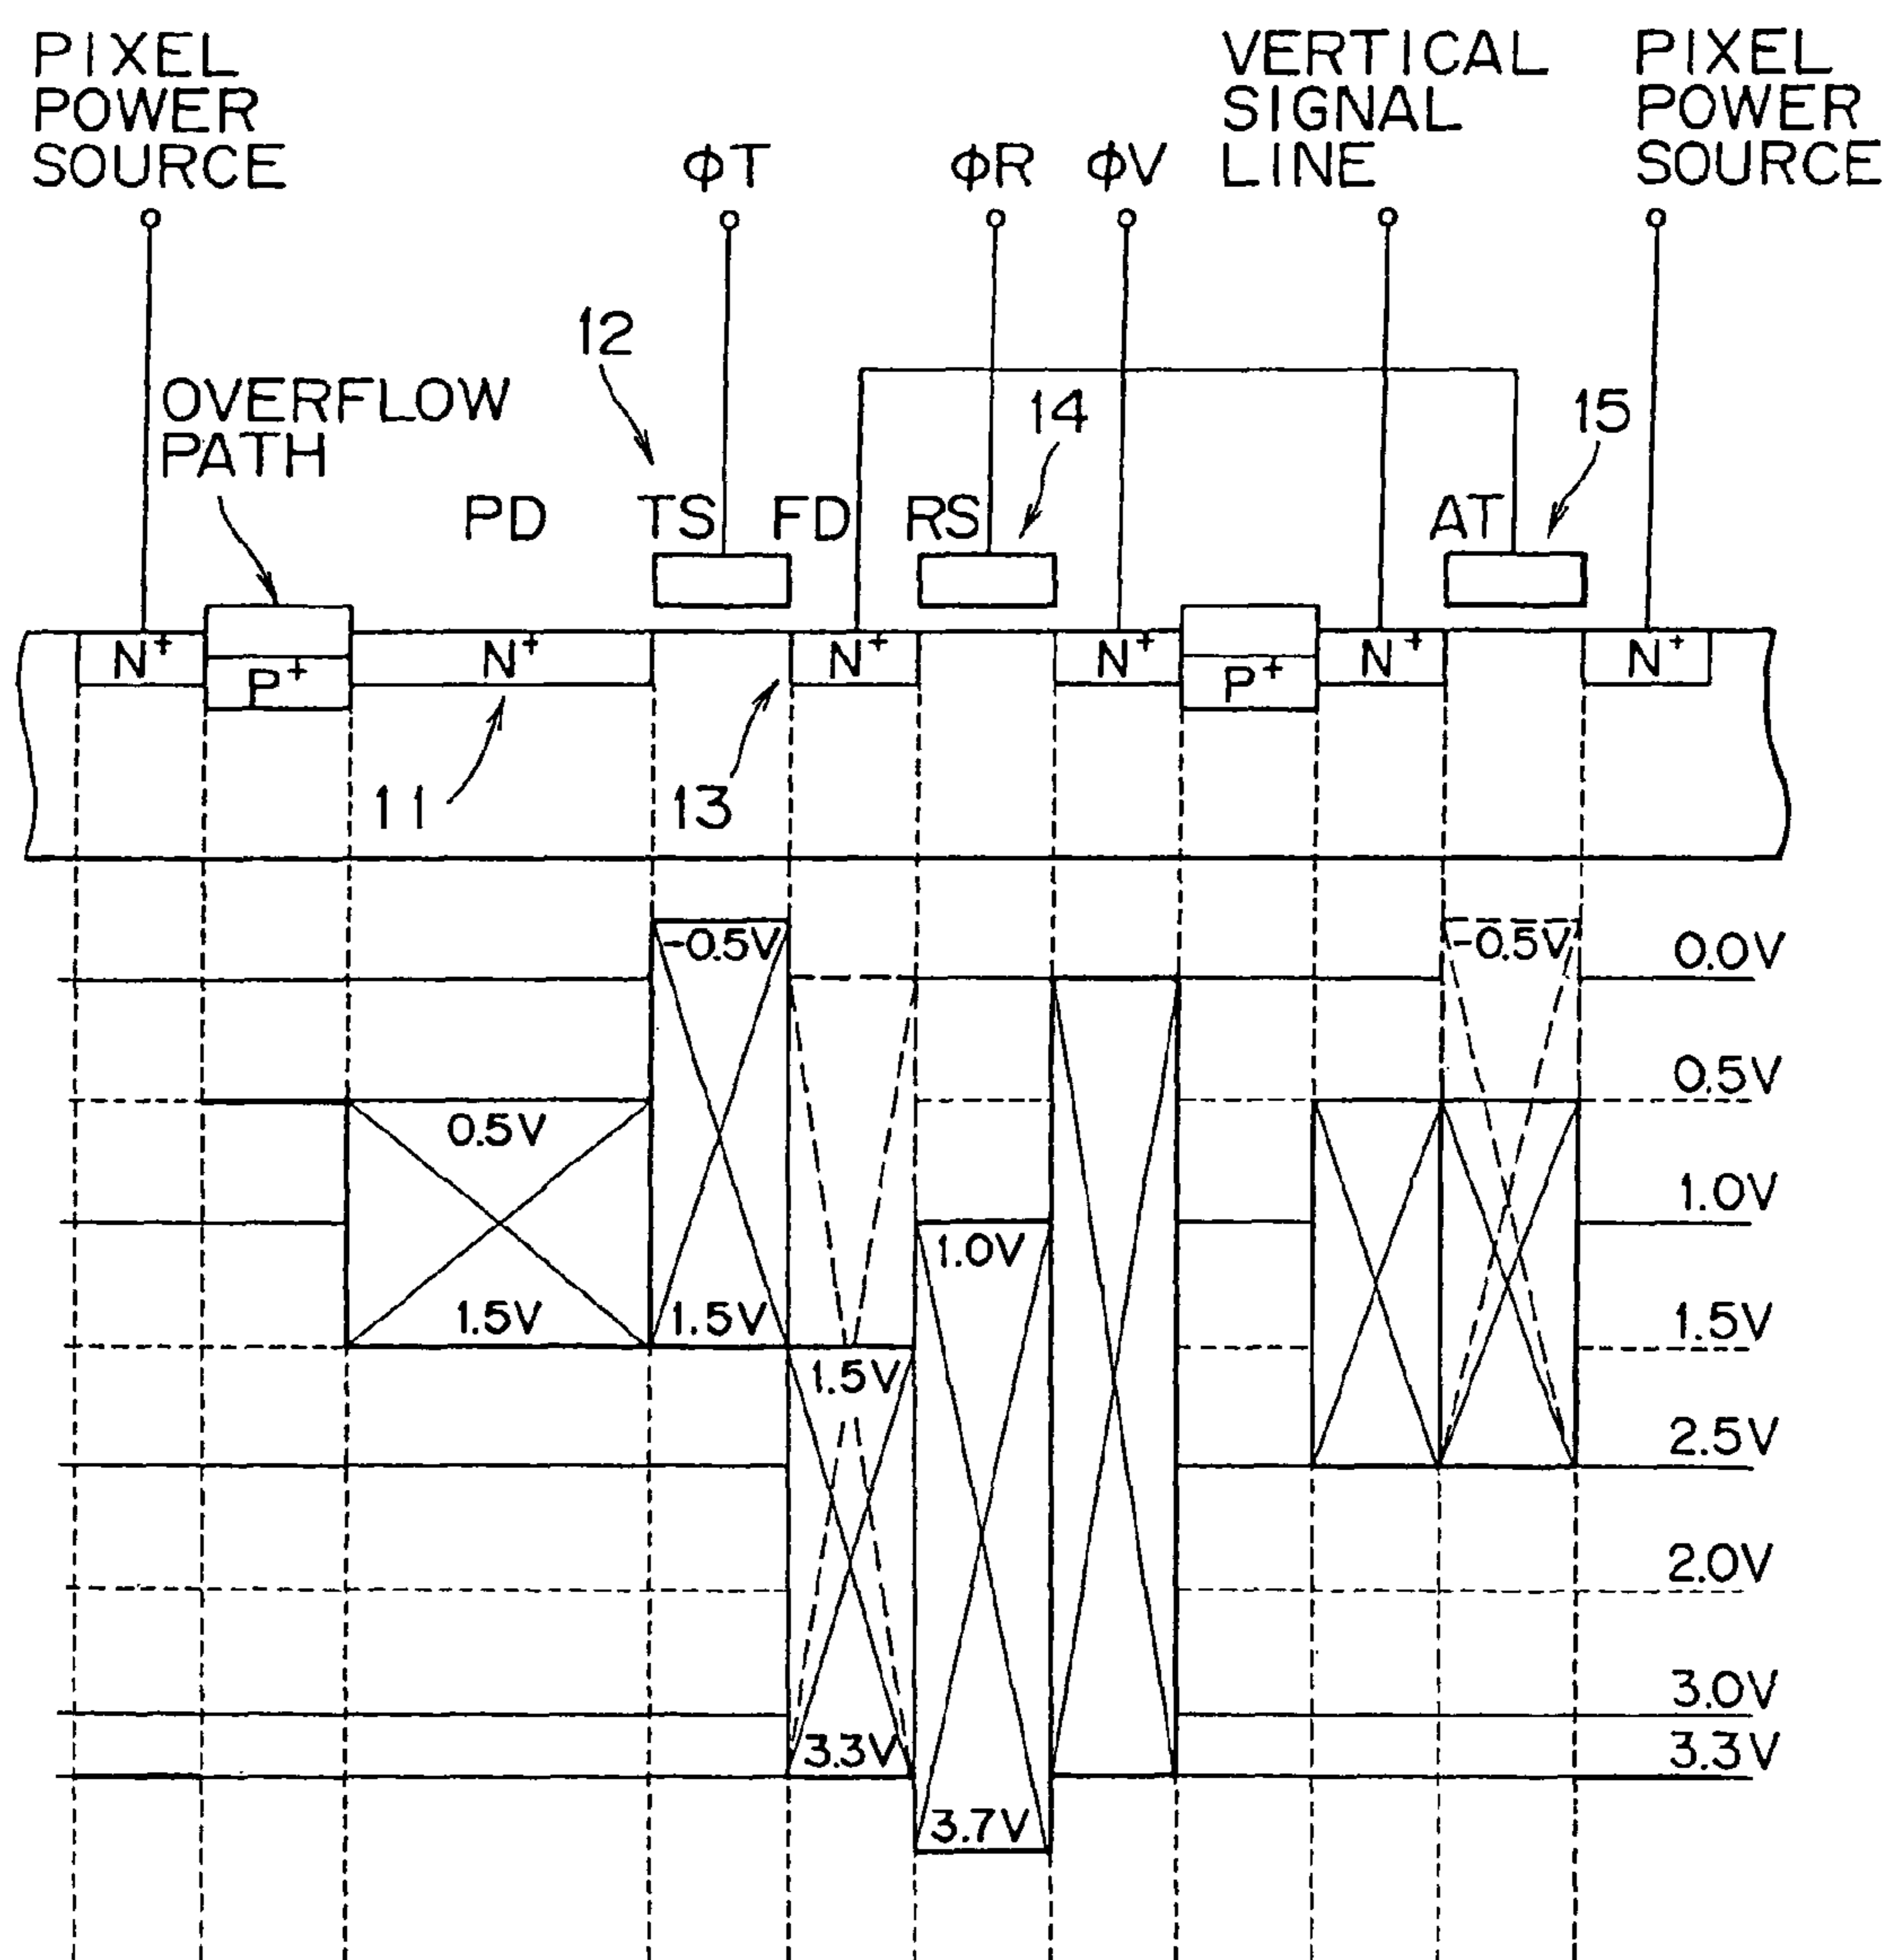 PIXEL
POWER
SOURCE
ΦT
ΦR
ΦV
VERTICAL
SIGNAL
LINE
PIXEL
POWER
SOURCE
12
OVERFLOW
PATH
14
15
PD
TS
FD
RS
AT
N+
P+
N+
N+
N+
P+
N+
N+
11
13
-0.5V
-0.5V
0.0V
0.5V
0.5V
1.0V
1.0V
1.5V
1.5V
1.5V
1.5V
2.5V
2.0V
3.0V
3.3V
3.3V
3.7V